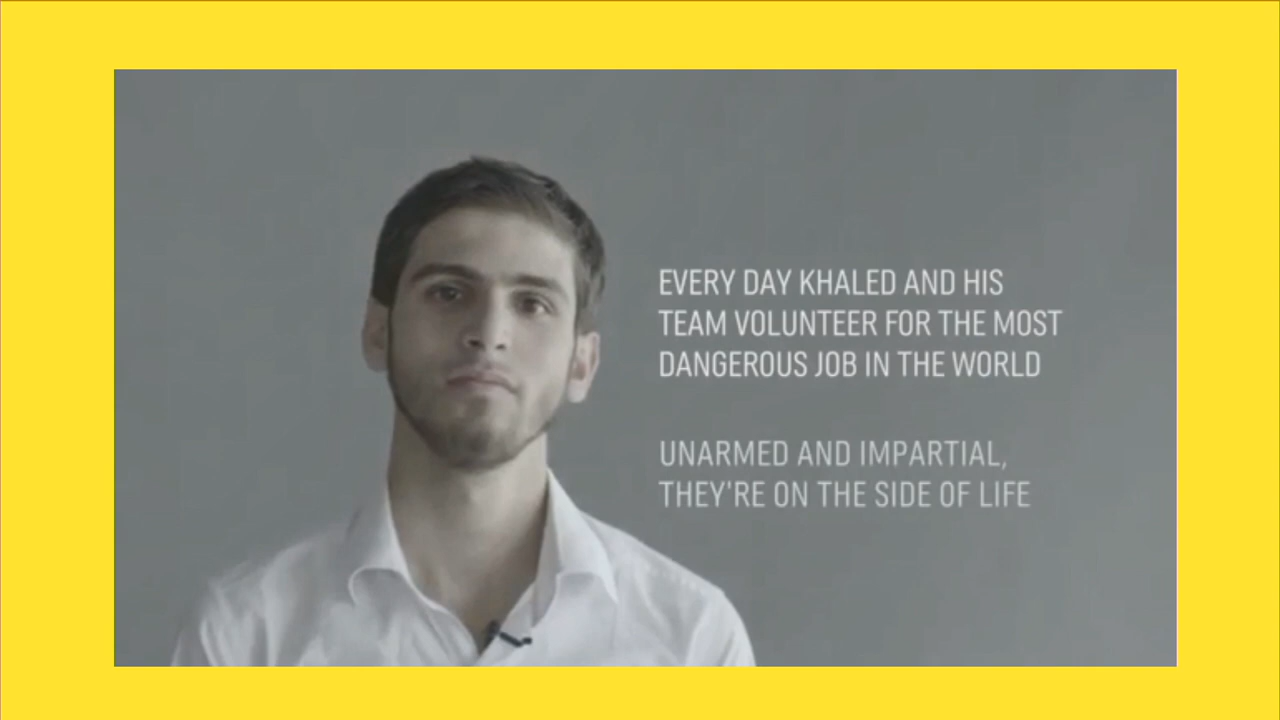 EVERY DAY KHALED AND HIS
TEAM VOLUNTEER FOR THE MOST
DANGEROUS JOB IN THE WORLD
UNARMED AND IMPARTIAL,
THEY'RE ON THE SIDE OF LIFE